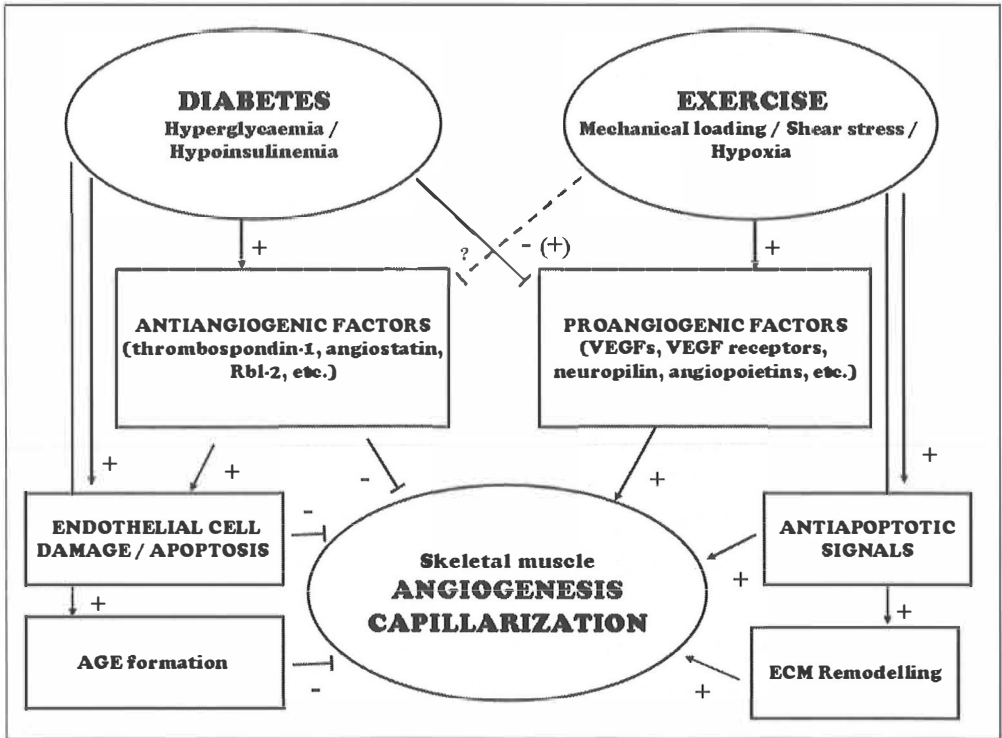 DIABETES
Hyperglycaemia /
Hypoinsulinemia
EXERCISE
Mechanical loading / Shear stress /
Hypoxia
+
?
- (+)
+
ANTIANGIOGENIC FACTORS
(thrombospondin-1, angiostatin,
Rbl-2, etc.)
PROANGIOGENIC FACTORS
(VEGFs, VEGF receptors,
neuropilin, angiopoietins, etc.)
+
+
-
+
+
ENDOTHELIAL CELL
DAMAGE / APOPTOSIS
-
Skeletal muscle
ANGIOGENESIS
CAPILLARIZATION
ANTIAPOPTOTIC
SIGNALS
+
+
+
AGE formation
-
ECM Remodelling
+